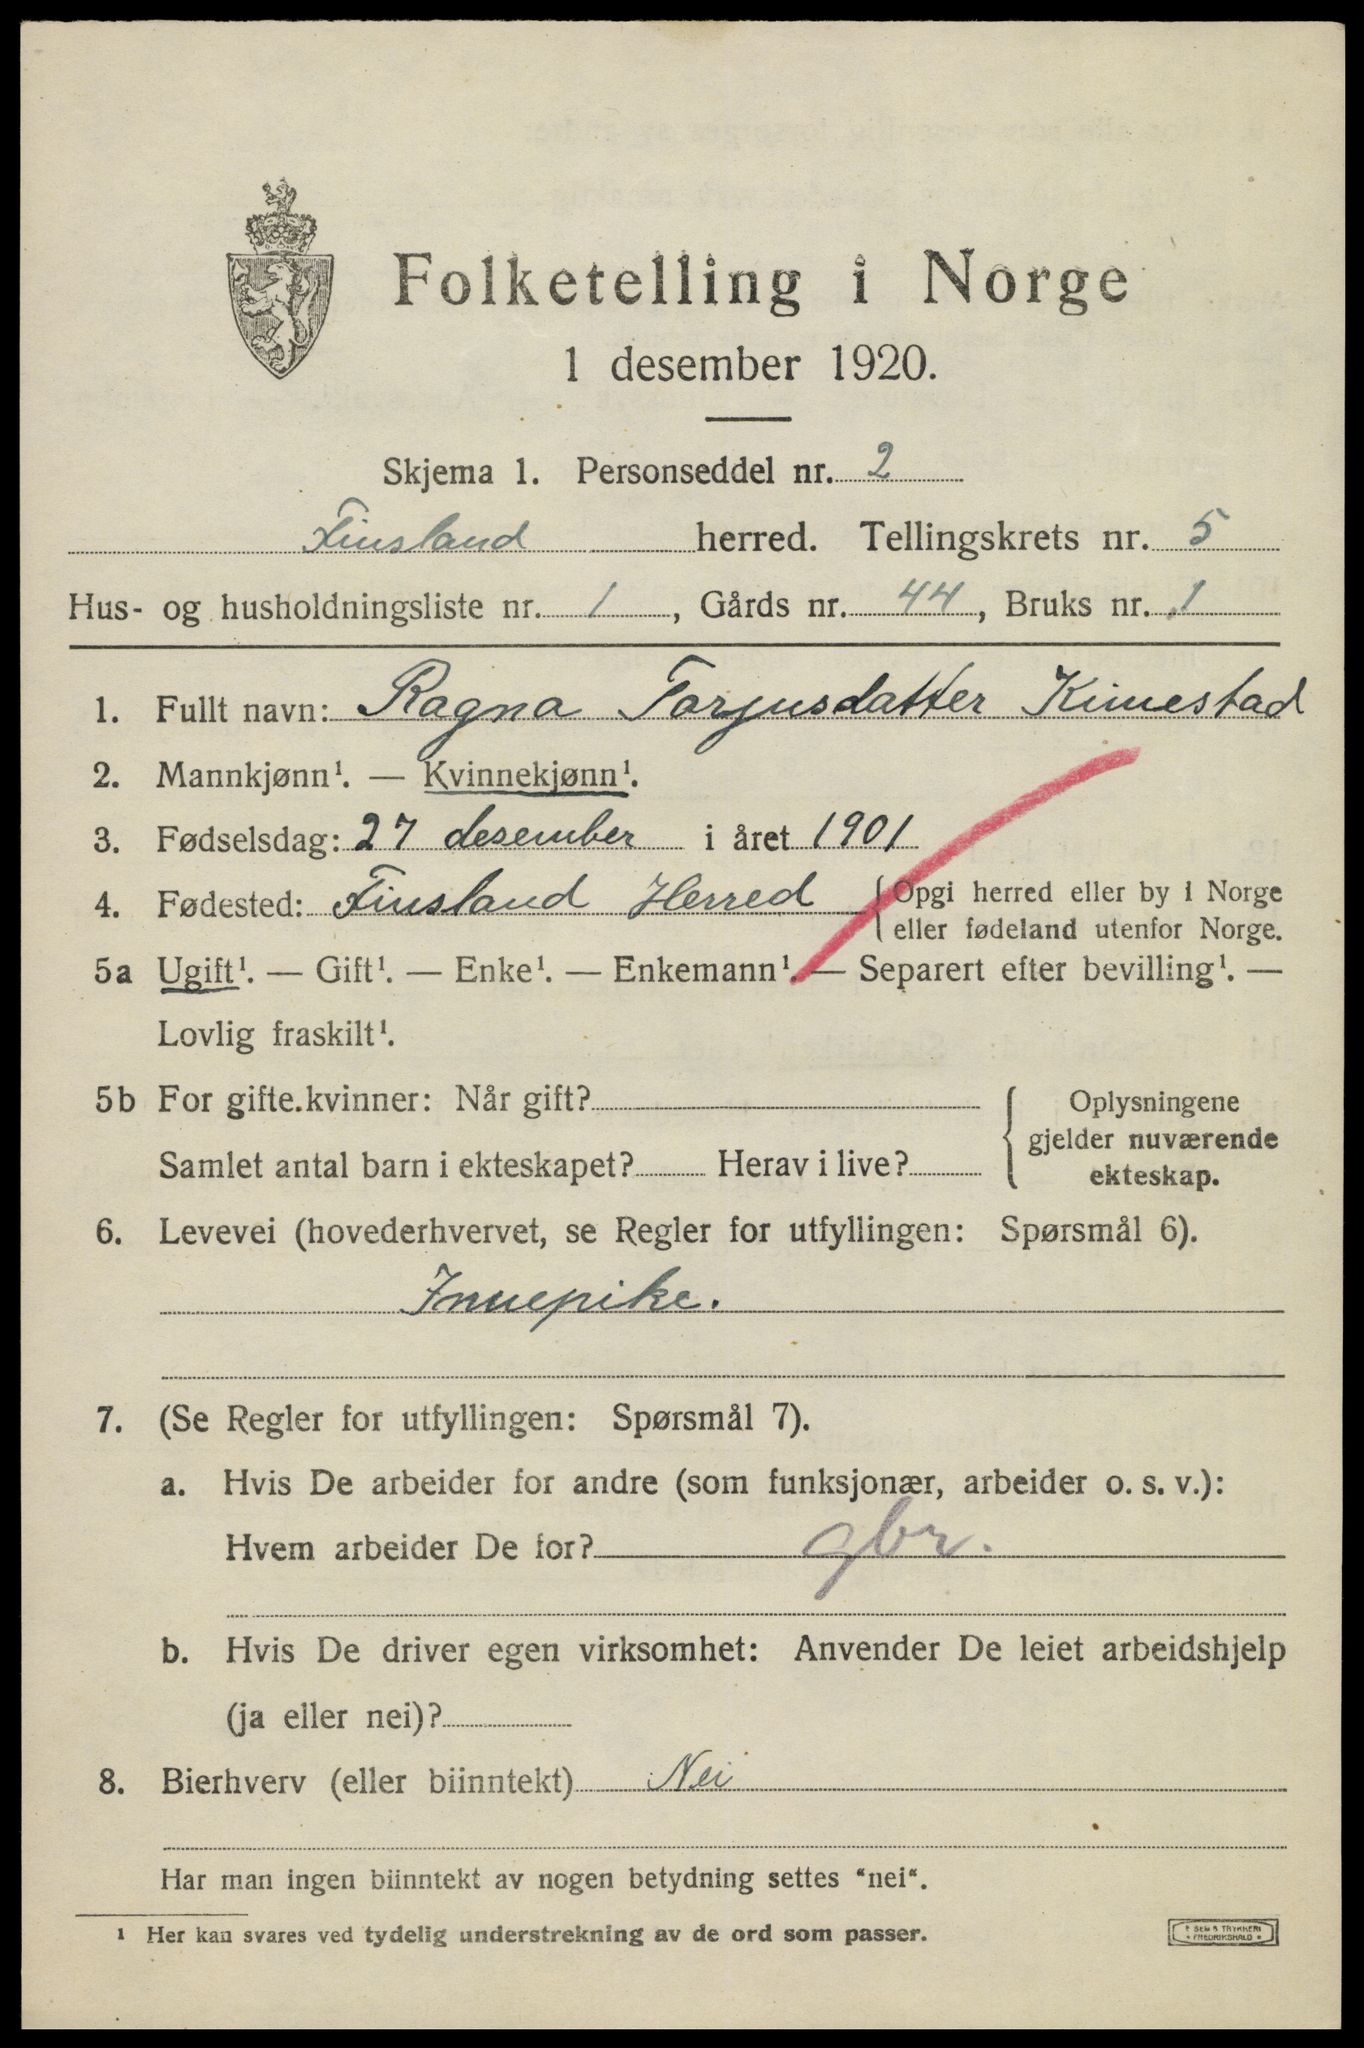 Folketelling i Norge
1 desember 1920.
Skjema 1. Personseddel nr. 2
Finsland herred. Tellingskrets nr. 5
Hus- og husholdningsliste nr. 1, Gårds nr. 44, Bruks nr. 1
1. Fullt navn: Ragna Torjusdatter Kimestad
2. Mannkjønn¹. — Kvinnekjønn¹.
3. Fødselsdag: 27 desember i året 1901
4. Fødested: Finsland Herred { Opgi herred eller by i Norge
eller fødeland utenfor Norge.
5a Ugift¹. — Gift¹. — Enke¹. — Enkemann¹. — Separert efter bevilling¹. —
Lovlig fraskilt¹.
5b For gifte kvinner: Når gift? { Oplysningene
gjelder nuværende
Samlet antal barn i ekteskapet? Herav i live? ekteskap.
6. Levevei (hovederhvervet, se Regler for utfyllingen: Spørsmål 6).
Innepike.
7. (Se Regler for utfyllingen: Spørsmål 7).
a. Hvis De arbeider for andre (som funksjonær, arbeider o. s. v.):
Hvem arbeider De for? gbr.
b. Hvis De driver egen virksomhet: Anvender De leiet arbeidshjelp
(ja eller nei)?
8. Bierhverv (eller biinntekt) Nei
Har man ingen biinntekt av nogen betydning settes "nei".
¹ Her kan svares ved tydelig understrekning av de ord som passer.
E SEM S TRYKKERI
FREDRIKSHALD